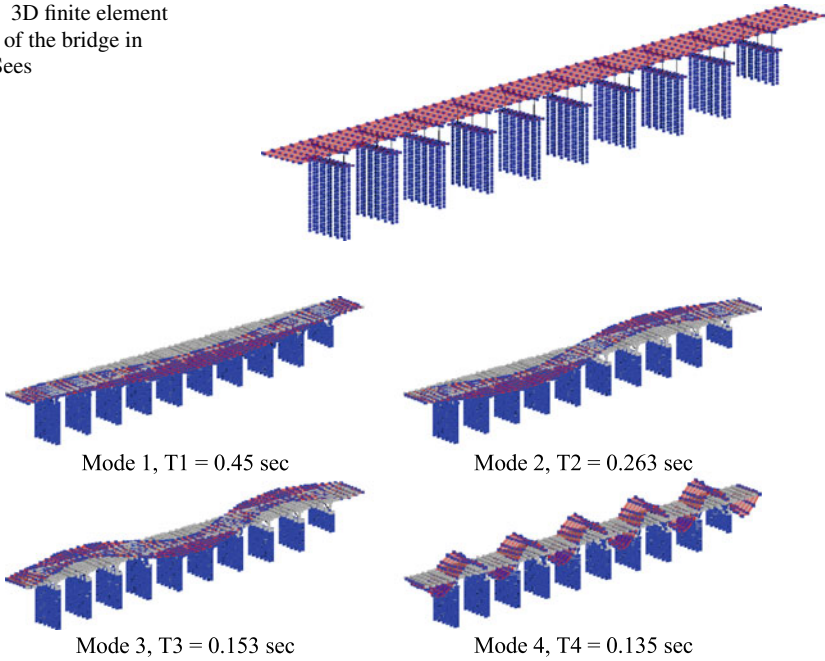 3D finite element
of the bridge in
Sees
Mode 1, T1 = 0.45 sec
Mode 2, T2 = 0.263 sec
Mode 3, T3 = 0.153 sec
Mode 4, T4 = 0.135 sec